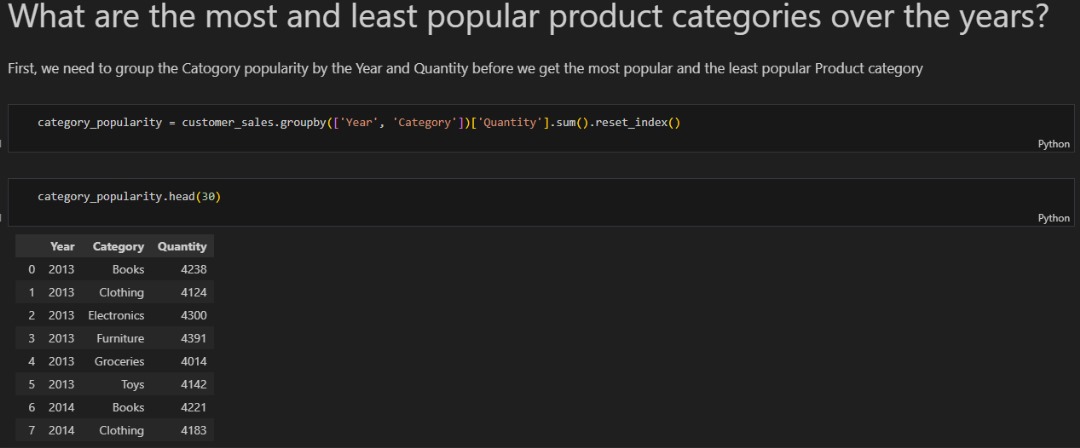 What are the most and least popular product categories over the years?
First, we need to group the Catogory popularity by the Year and Quantity before we get the most popular and the least popular Product category
category_popularity = customer_sales.groupby(['Year', 'Category'])['Quantity'].sum().reset_index()
Python
category_popularity.head(30)
Python
Year Category Quantity
0 2013 Books 4238
1 2013 Clothing 4124
2 2013 Electronics 4300
3 2013 Furniture 4391
4 2013 Groceries 4014
5 2013 Toys 4142
6 2014 Books 4221
7 2014 Clothing 4183